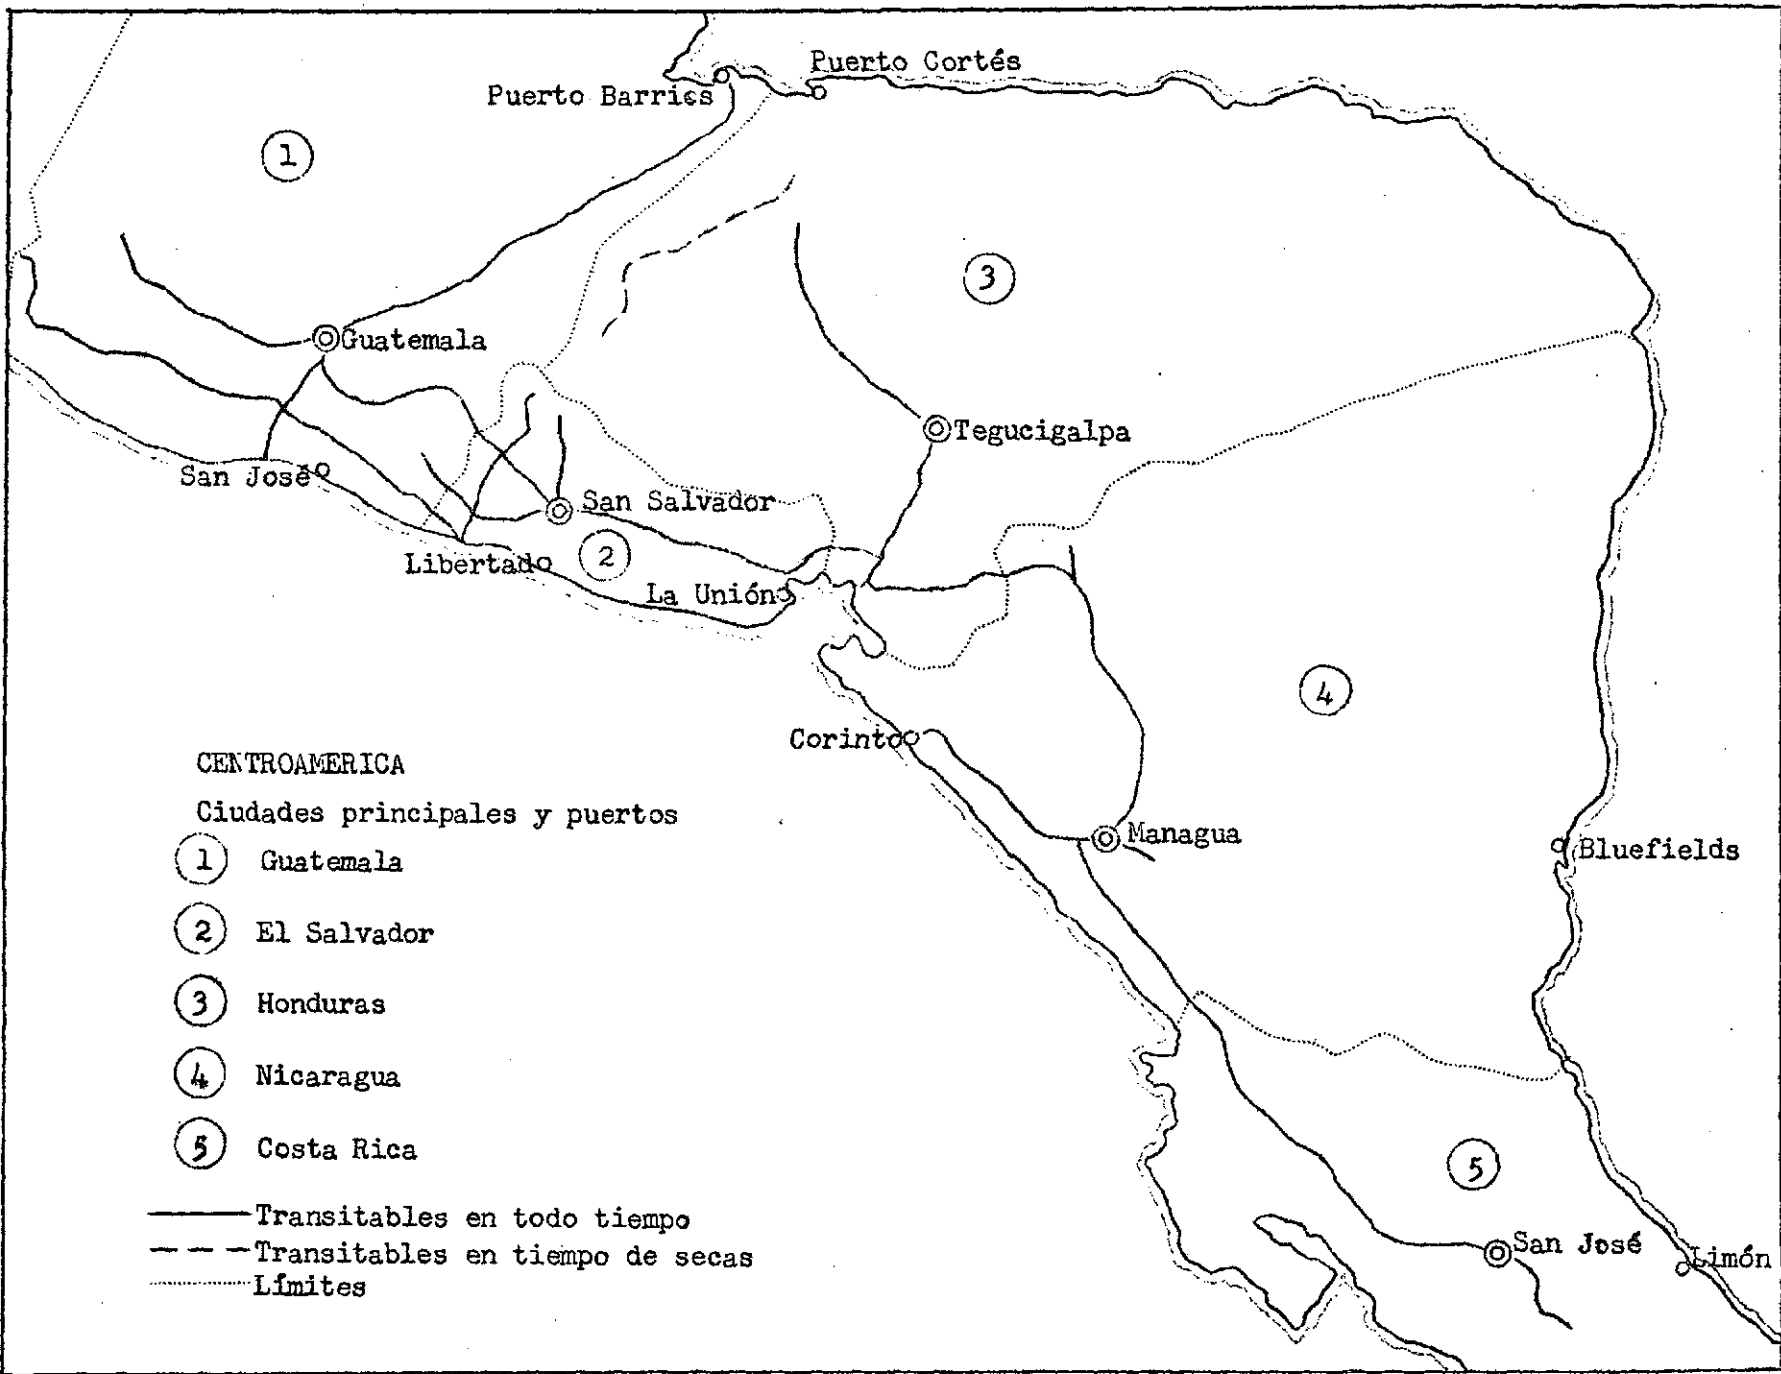 Puerto Cortés
Puerto Barrios
1
3
Guatemala
Tegucigalpa
San José
San Salvador
2
Libertad
La Unión
4
Corinto
Managua
Bluefields
5
San José
Limón
CENTROAMERICA
Ciudades principales y puertos
1 Guatemala
2 El Salvador
3 Honduras
4 Nicaragua
5 Costa Rica
Transitables en todo tiempo
Transitables en tiempo de secas
Límites